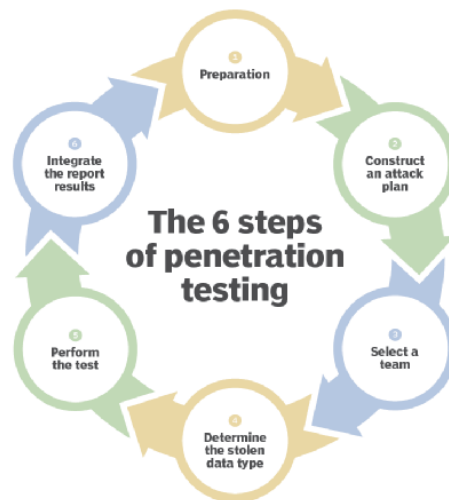 1
Preparation
2
Construct
an attack
plan
3
Select a
team
4
Determine
the stolen
data type
5
Perform
the test
6
Integrate
the report
results
The 6 steps
of penetration
testing